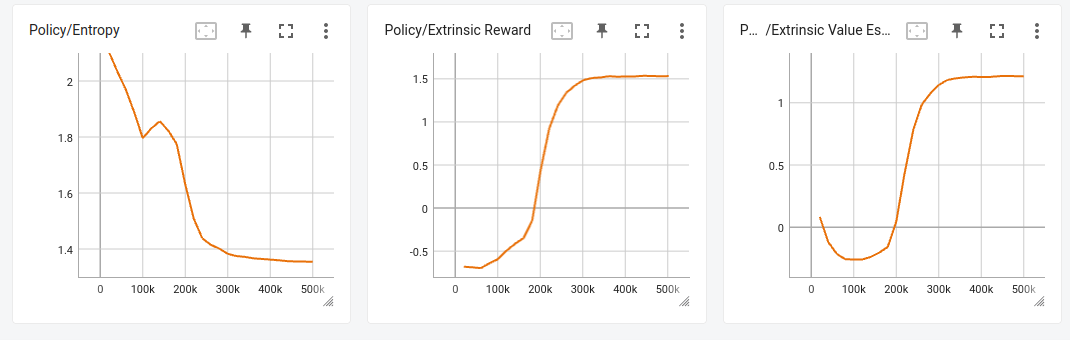 Policy/Entropy
2
1.8
1.6
1.4
0 100k 200k 300k 400k 500k
Policy/Extrinsic Reward
1.5
1
0.5
0
-0.5
0 100k 200k 300k 400k 500k
P... /Extrinsic Value Es...
1
0.5
0
0 100k 200k 300k 400k 500k